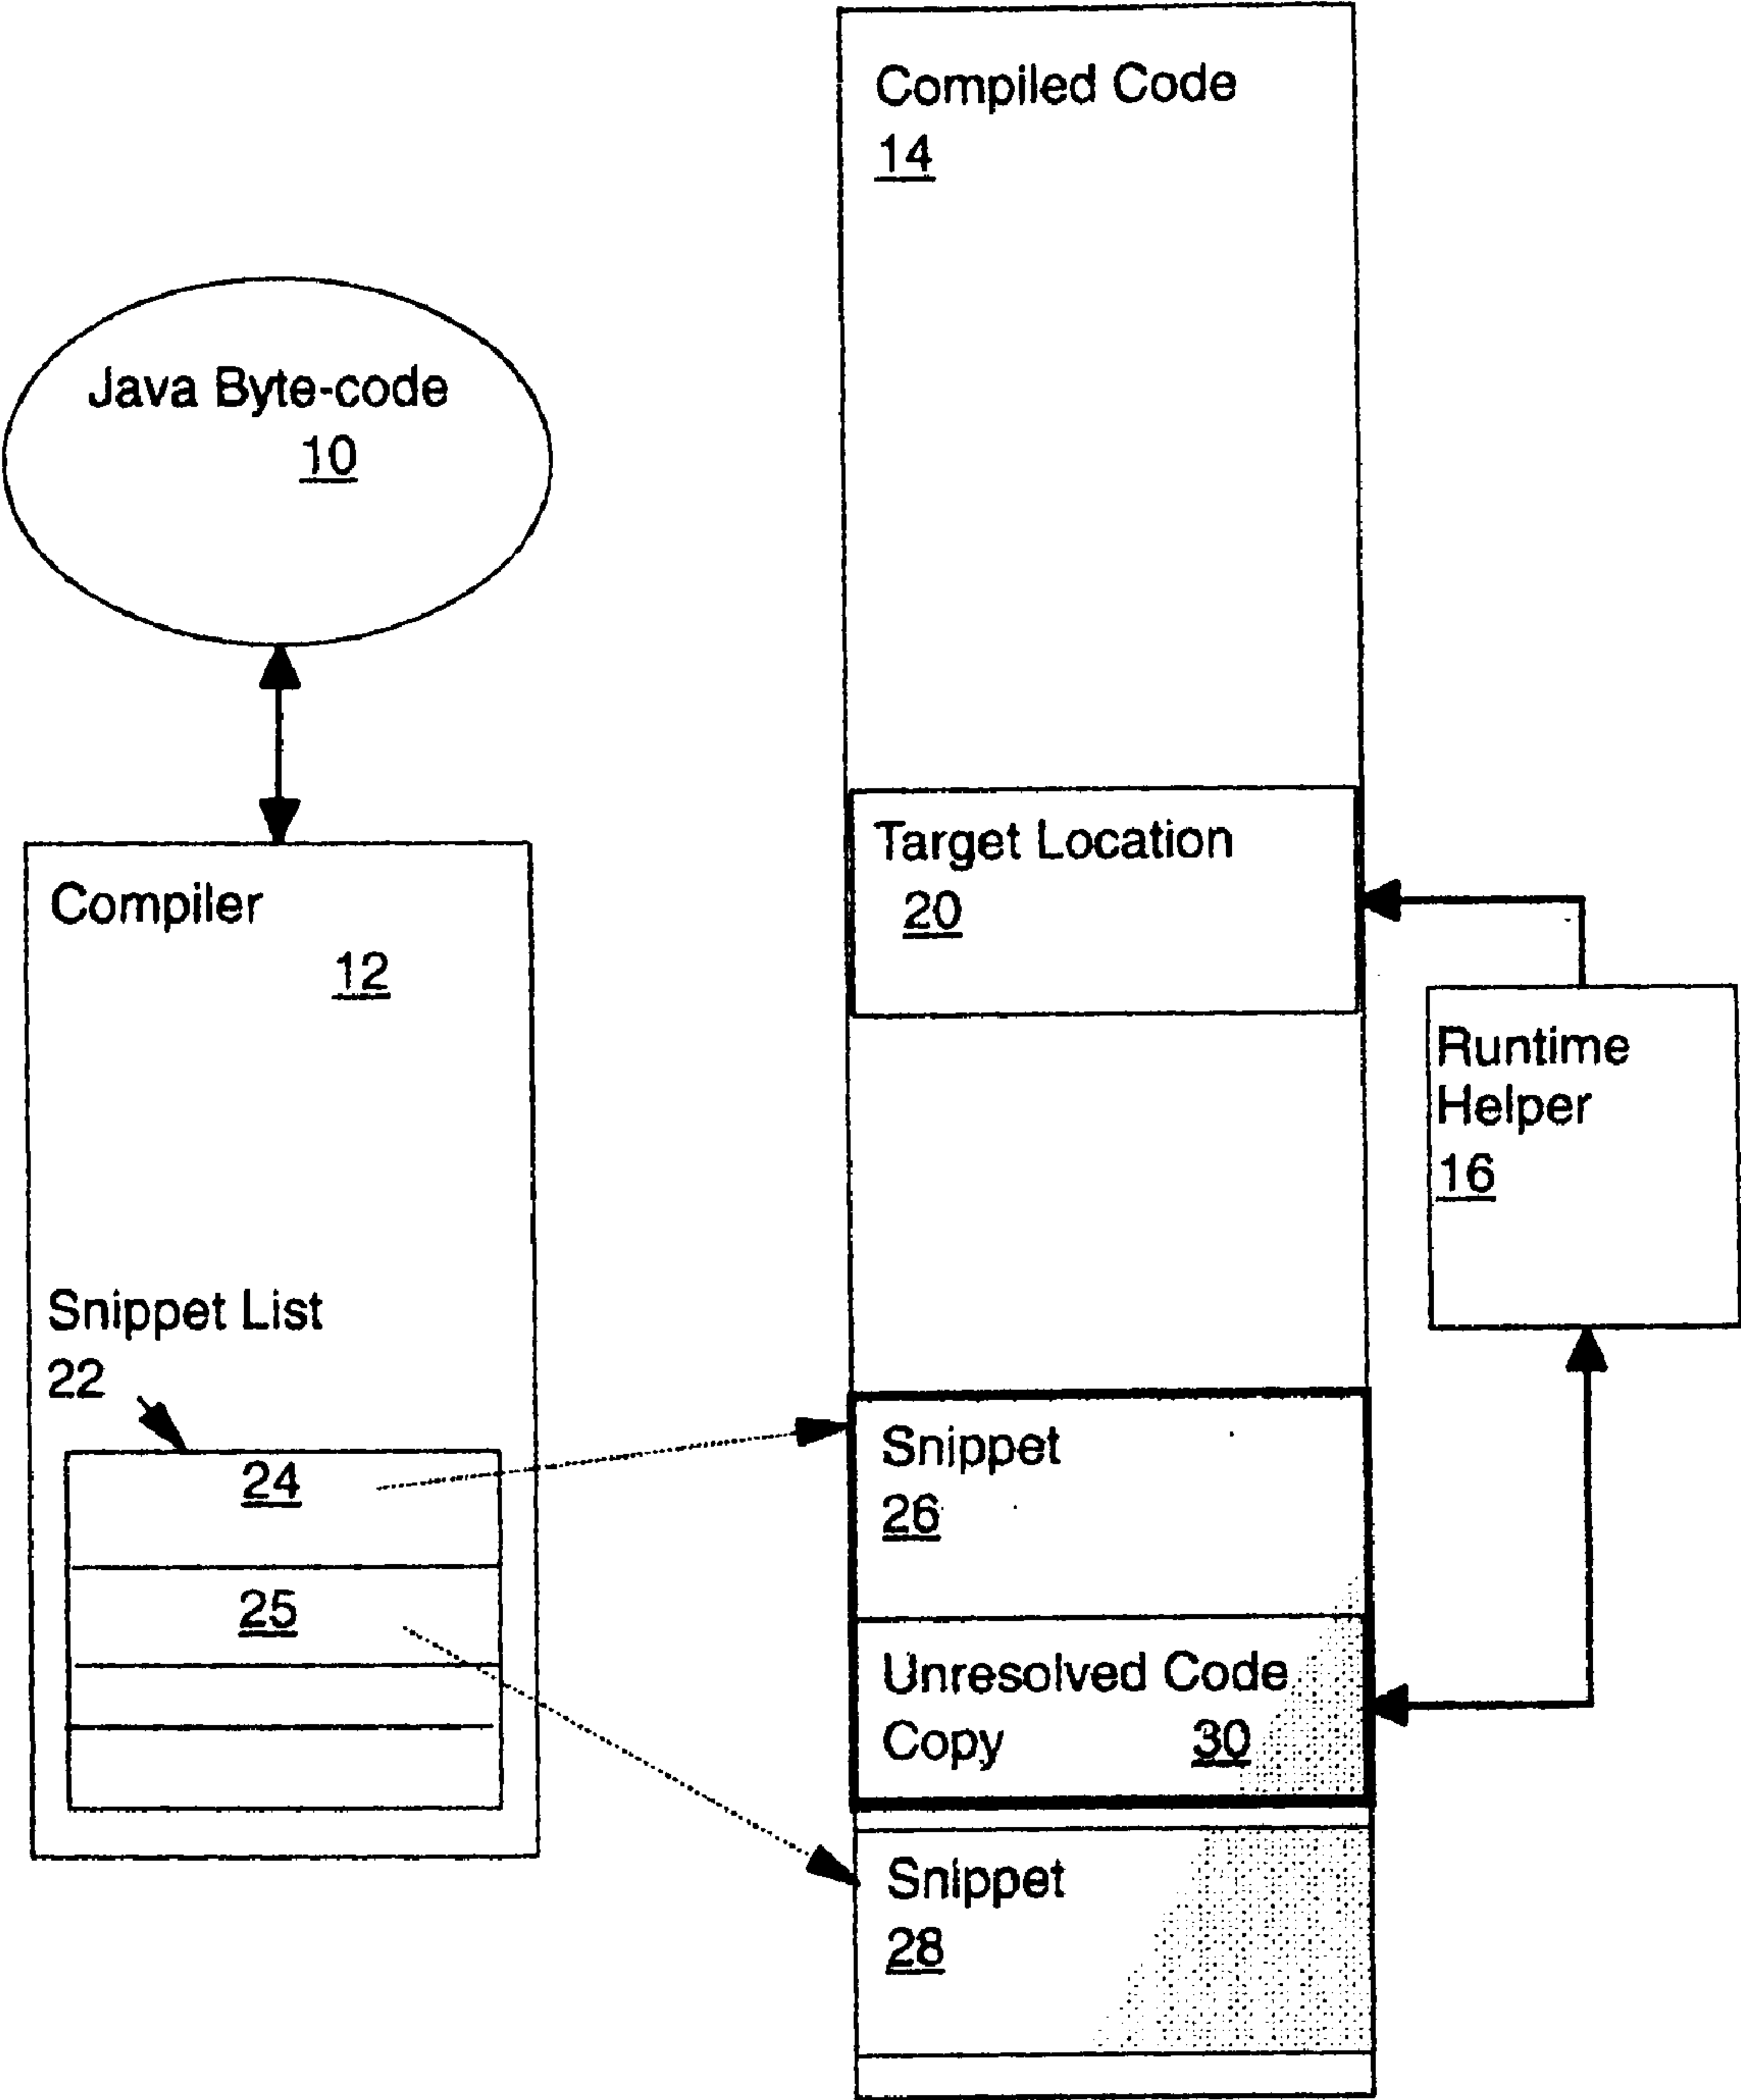 Compiled Code
14
Java Byte-code
10
Target Location
20
Compiler
12
Runtime
Helper
16
Snippet List
22
24
25
Snippet
26
Unresolved Code
Copy 30
Snippet
28